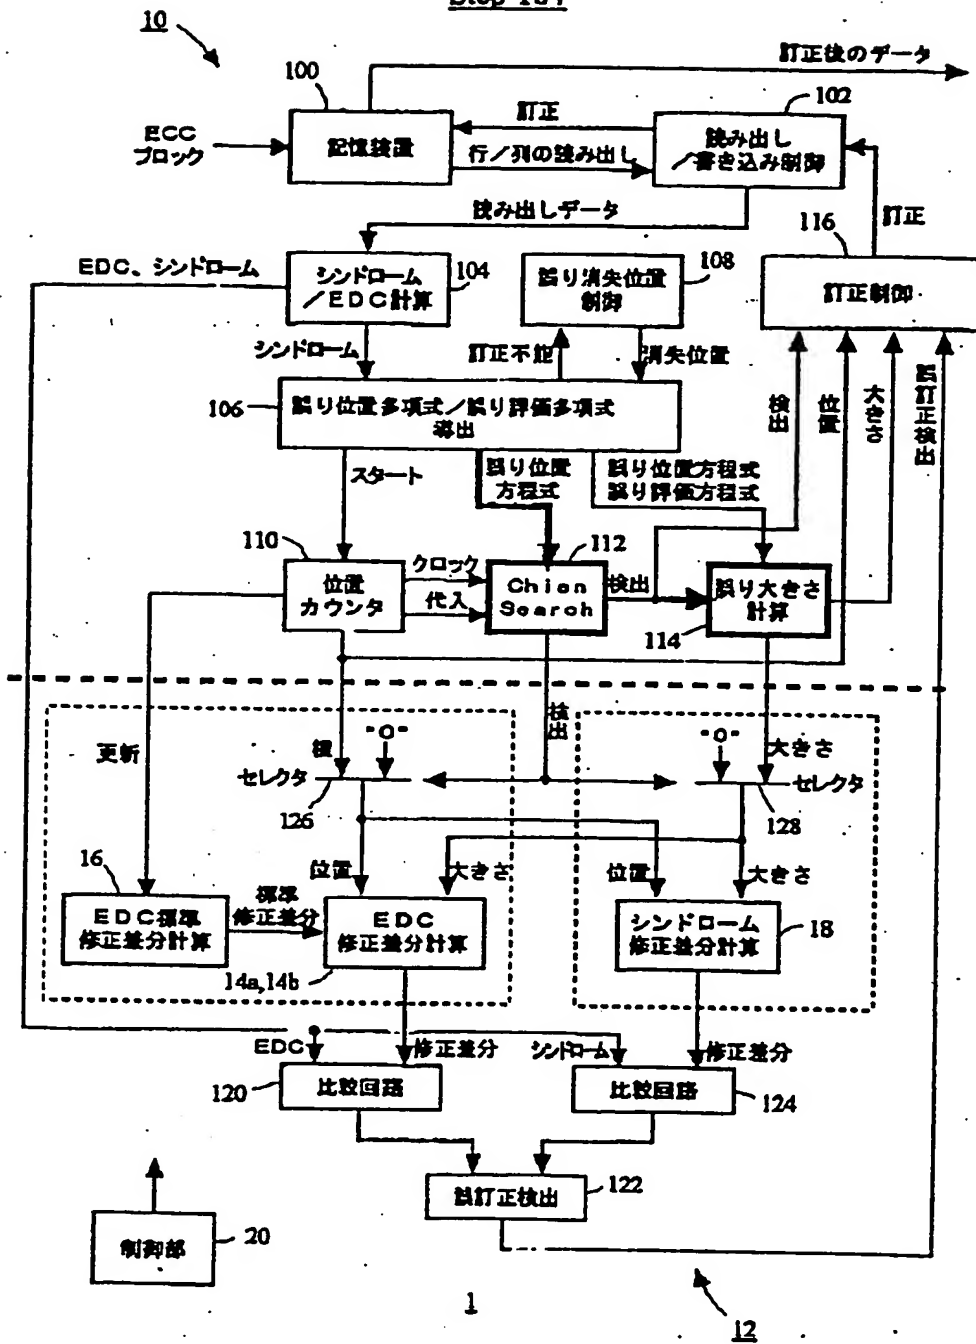 10
訂正後のデータ
100
102
ECC
ブロック
記憶装置
訂正
行/列の読み出し
読み出し
/書き込み制御
読み出しデータ
116
訂正
EDC、シンドローム
シンドローム
/EDC計算
104
誤り消失位置
制御
108
訂正制御
シンドローム
訂正不能
消失位置
106
誤り位置多項式/誤り評価多項式
導出
検出
位置
大きさ
誤訂正検出
スタート
誤り位置
方程式
誤り位置方程式
誤り評価方程式
110
位置
カウンタ
クロック
代入
112
Chien
Search
検出
誤り大きさ
計算
114
更新
検出
"0"
セレクタ
126
"0"
大きさ
セレクタ
128
16
EDC標準
修正差分計算
標準
修正差分
位置
大きさ
EDC
修正差分計算
14a,14b
位置
大きさ
シンドローム
修正差分計算
18
EDC
修正差分
シンドローム
修正差分
120
比較回路
比較回路
124
誤訂正検出
122
制御部
20
1
12